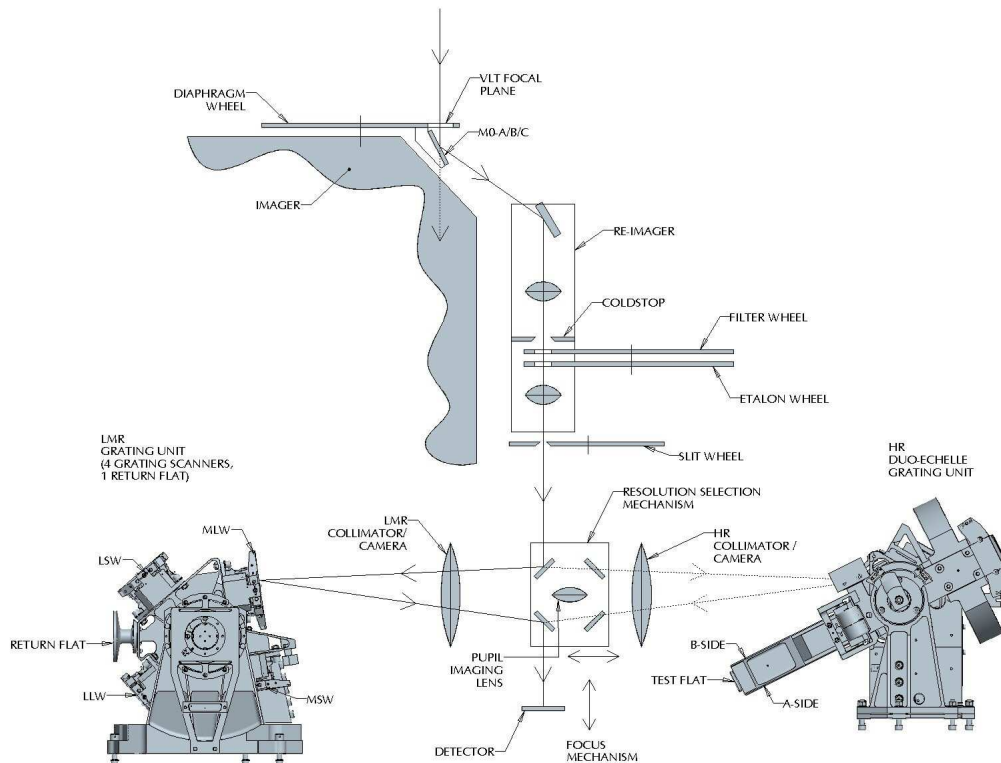 VLT FOCAL
PLANE
DIAPHRAGM
WHEEL
M0-A/B/C
IMAGER
RE-IMAGER
COLDSTOP
FILTER WHEEL
ETALON WHEEL
SLIT WHEEL
LMR
GRATING UNIT
(4 GRATING SCANNERS,
1 RETURN FLAT)
HR
DUO-ECHELLE
GRATING UNIT
RESOLUTION SELECTION
MECHANISM
LMR
COLLIMATOR/
CAMERA
HR
COLLIMATOR /
CAMERA
MLW
LSW
RETURN FLAT
LLW
MSW
PUPIL
IMAGING
LENS
B-SIDE
TEST FLAT
A-SIDE
DETECTOR
FOCUS
MECHANISM